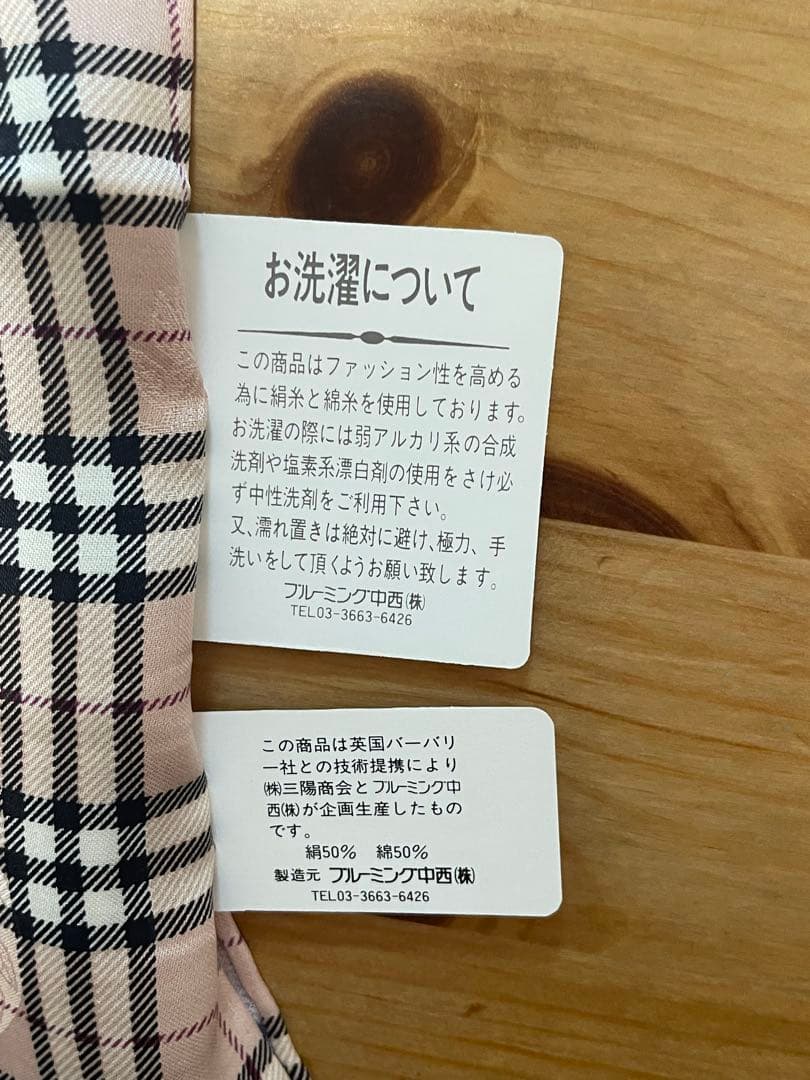 お洗濯について
この商品はファッション性を高める
為に絹糸と綿糸を使用しております。
お洗濯の際には弱アルカリ系の合成
洗剤や塩素系漂白剤の使用をさけ必
ず中性洗剤をご利用下さい。
又、濡れ置きは絶対に避け、極力、手
洗いをして頂くようお願い致します。
ブルーミング中西㈱
TEL03-3663-6426
この商品は英国バーバリ
ー社との技術提携により
㈱三陽商会とブルーミング中
西㈱が企画生産したもの
です。
絹50% 綿50%
製造元 ブルーミング中西㈱
TEL03-3663-6426